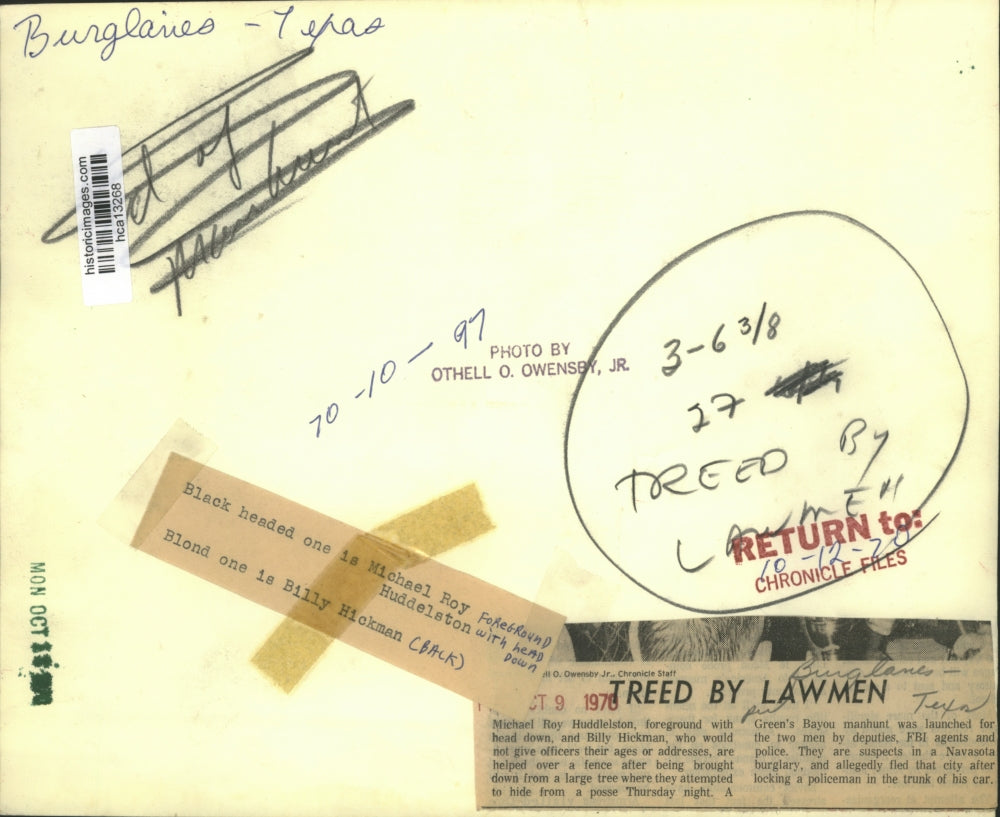 Burglaries - Texas
historicimages.com
hca13268
d of
Manhunt
70-10-97
PHOTO BY
OTHELL O. OWENSBY, JR.
3-6 3/8
27
TREED By
LAWMEN
RETURN to:
10-12-70
CHRONICLE FILES
Black headed one is Michael Roy
Huddelston FOREGROUND
with head
Down
Blond one is Billy Hickman (BACK)
MON OCT
ll O. Owensby Jr., Chronicle Staff
Burglaries -
Texas
CT 9 1970
TREED BY LAWMEN
Michael Roy Huddlelston, foreground with
head down, and Billy Hickman, who would
not give officers their ages or addresses, are
helped over a fence after being brought
down from a large tree where they attempted
to hide from a posse Thursday night. A
Green's Bayou manhunt was launched for
the two men by deputies, FBI agents and
police. They are suspects in a Navasota
burglary, and allegedly fled that city after
locking a policeman in the trunk of his car.